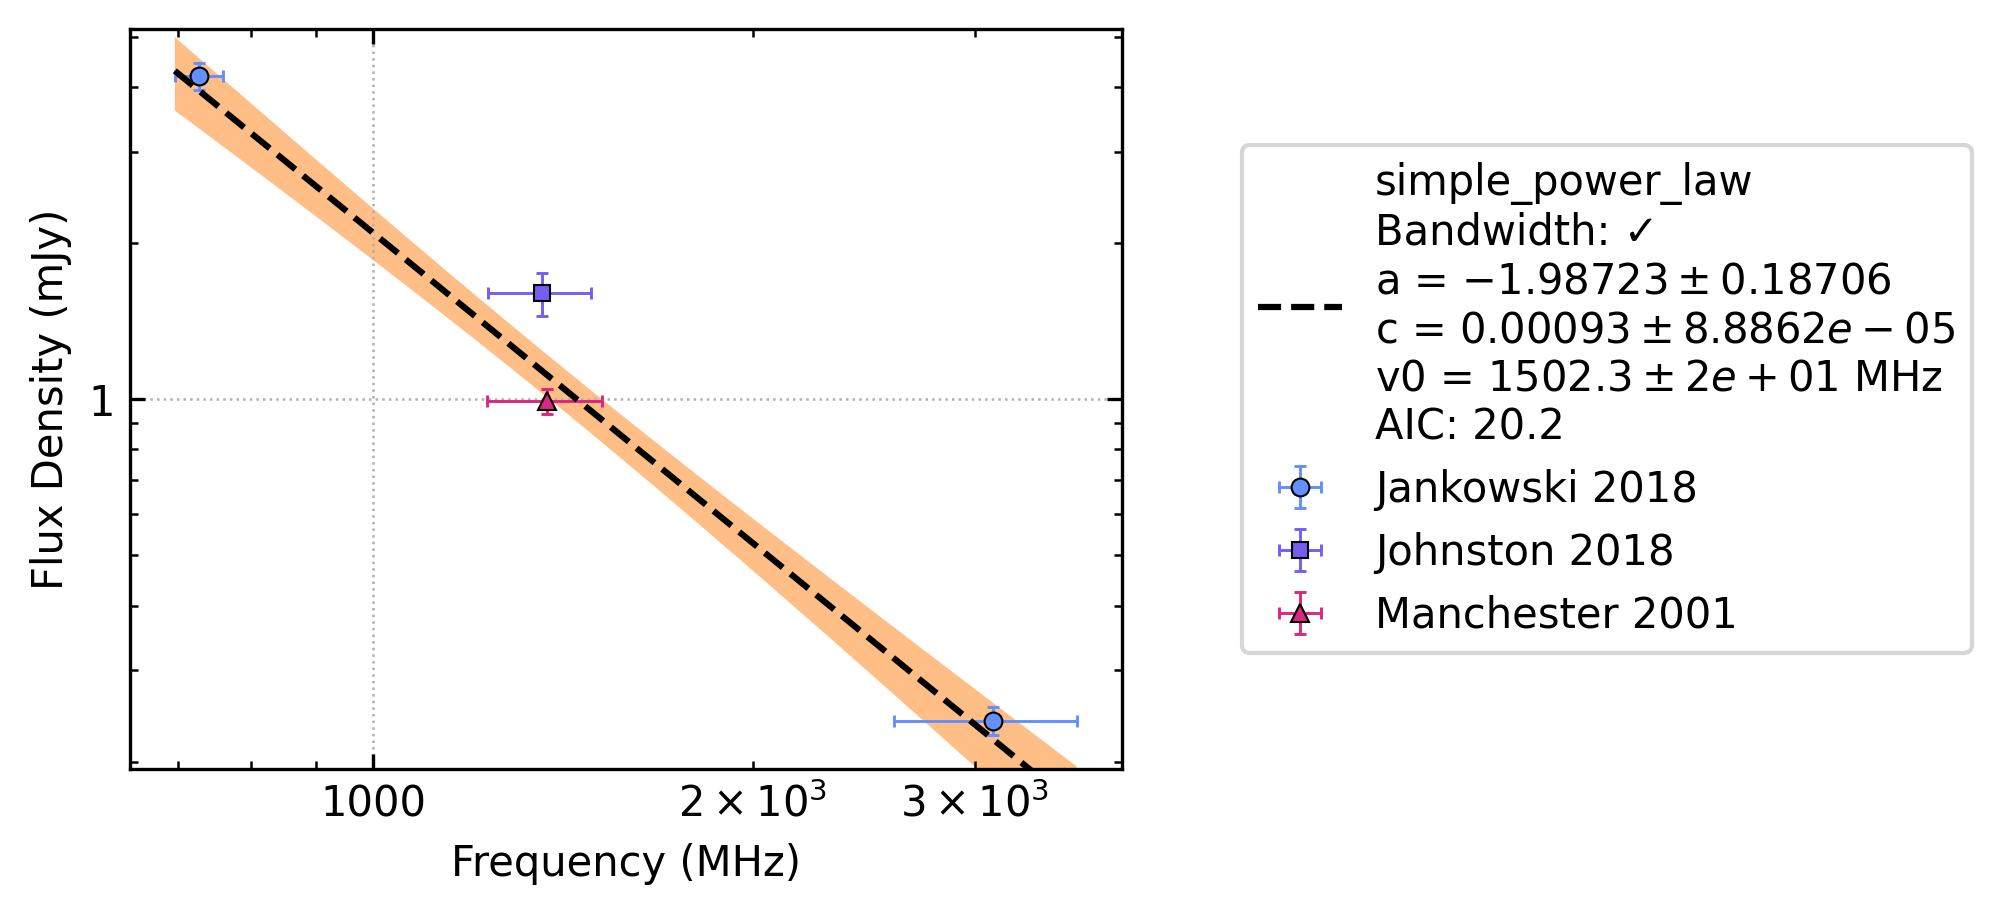 Flux Density (mJy)
1
1000
2 × 10³
3 × 10³
Frequency (MHz)
simple_power_law
Bandwidth: ✓
a = −1.98723 ± 0.18706
c = 0.00093 ± 8.8862e − 05
v0 = 1502.3 ± 2e + 01 MHz
AIC: 20.2
Jankowski 2018
Johnston 2018
Manchester 2001